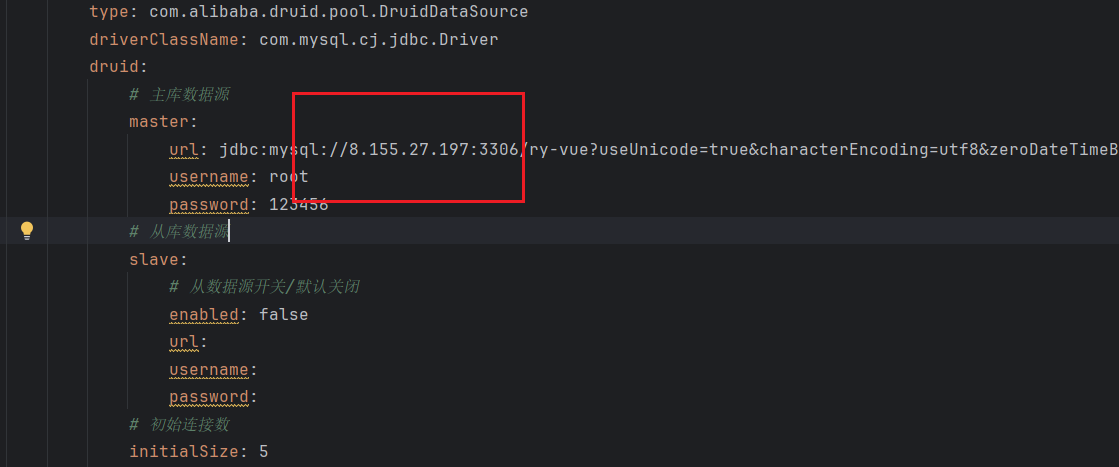 type: com.alibaba.druid.pool.DruidDataSource
driverClassName: com.mysql.cj.jdbc.Driver
druid:
# 主库数据源
master:
url: jdbc:mysql://8.155.27.197:3306/ry-vue?useUnicode=true&characterEncoding=utf8&zeroDateTimeB
username: root
password: 123456
# 从库数据源
slave:
# 从数据源开关/默认关闭
enabled: false
url:
username:
password:
# 初始连接数
initialSize: 5